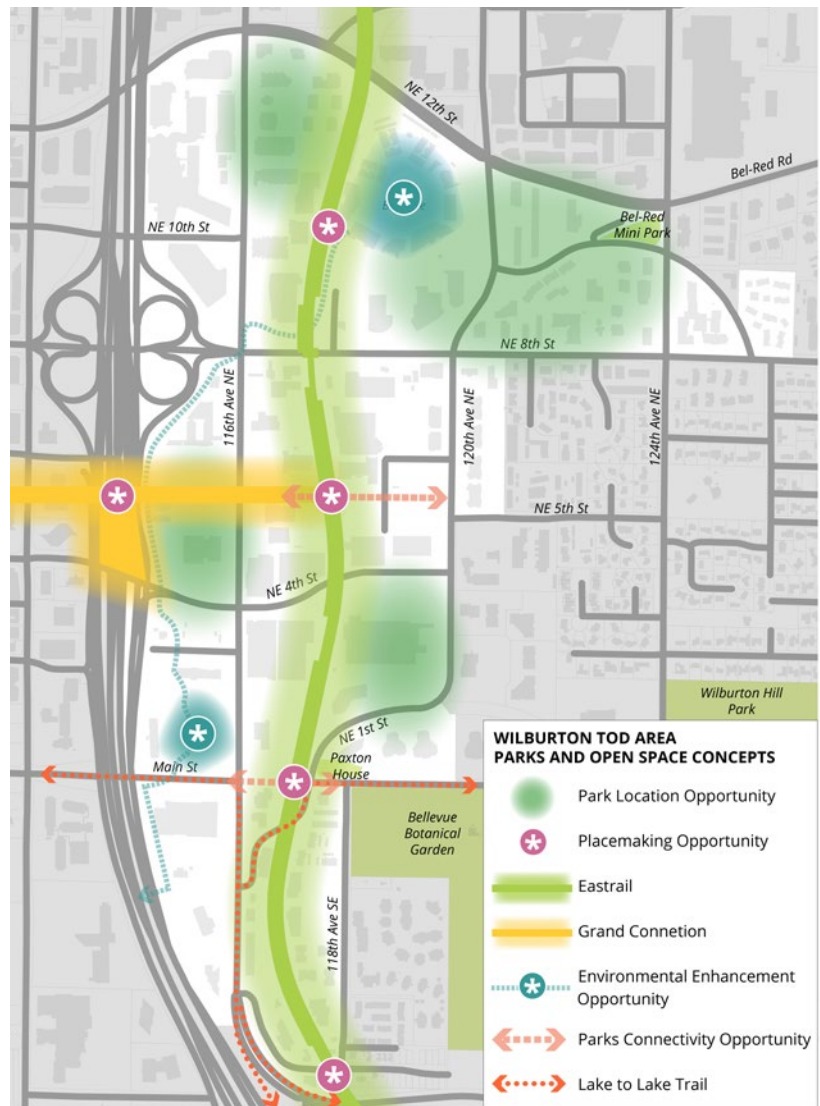 NE 12th St
Bel-Red Rd
Bel-Red
Mini Park
NE 10th St
NE 8th St
116th Ave NE
120th Ave NE
124th Ave NE
NE 5th St
NE 4th St
Wilburton Hill
Park
NE 1st St
Paxton
House
Main St
Bellevue
Botanical
Garden
118th Ave SE
WILBURTON TOD AREA
PARKS AND OPEN SPACE CONCEPTS
Park Location Opportunity
Placemaking Opportunity
Eastrail
Grand Connetion
Environmental Enhancement
Opportunity
Parks Connectivity Opportunity
Lake to Lake Trail